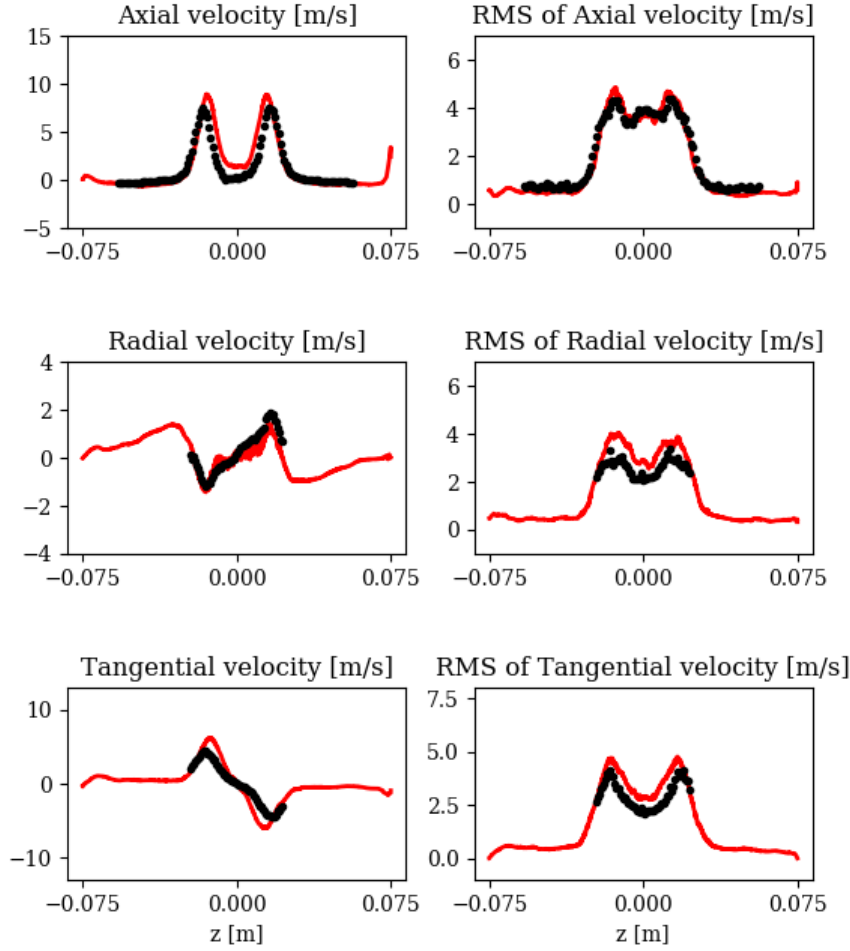 Axial velocity [m/s]
15
10
5
0
−5
−0.075 0.000 0.075
RMS of Axial velocity [m/s]
6
4
2
0
−0.075 0.000 0.075
Radial velocity [m/s]
4
2
0
−2
−4
−0.075 0.000 0.075
RMS of Radial velocity [m/s]
6
4
2
0
−0.075 0.000 0.075
Tangential velocity [m/s]
10
0
−10
−0.075 0.000 0.075
z [m]
RMS of Tangential velocity [m/s]
7.5
5.0
2.5
0.0
−0.075 0.000 0.075
z [m]